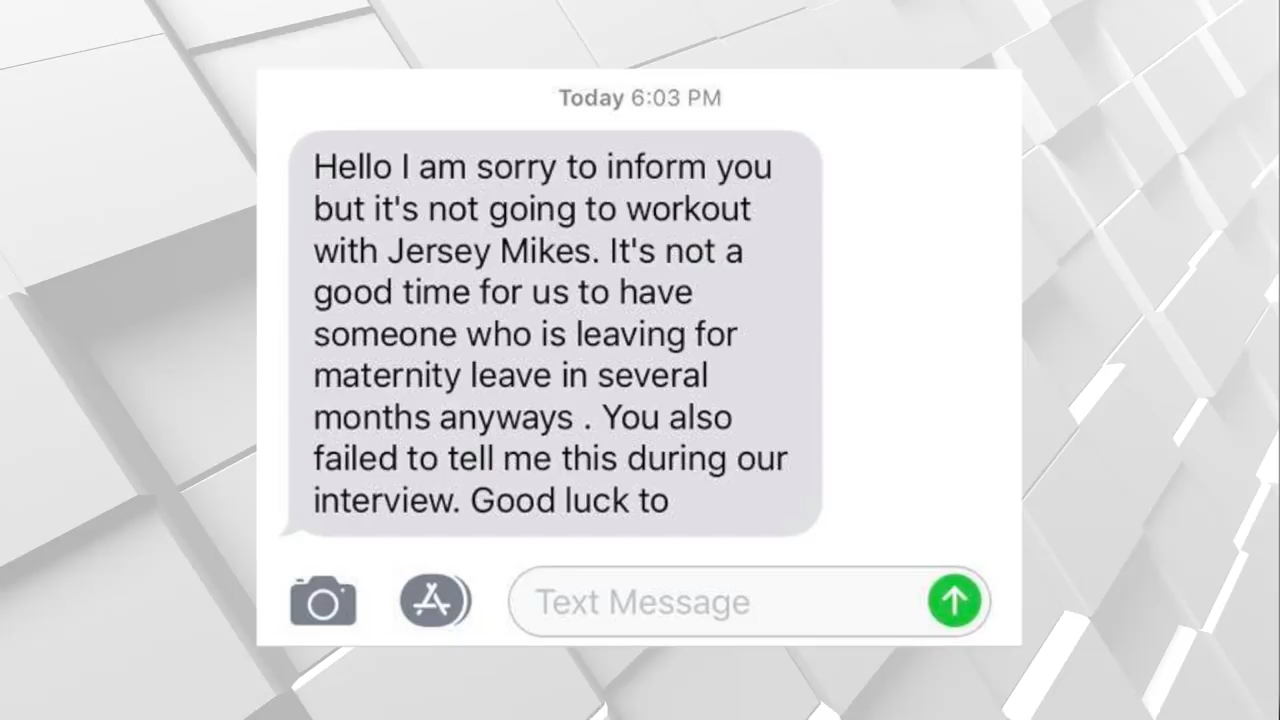 Today 6:03 PM
Hello I am sorry to inform you
but it's not going to workout
with Jersey Mikes. It's not a
good time for us to have
someone who is leaving for
maternity leave in several
months anyways . You also
failed to tell me this during our
interview. Good luck to
Text Message